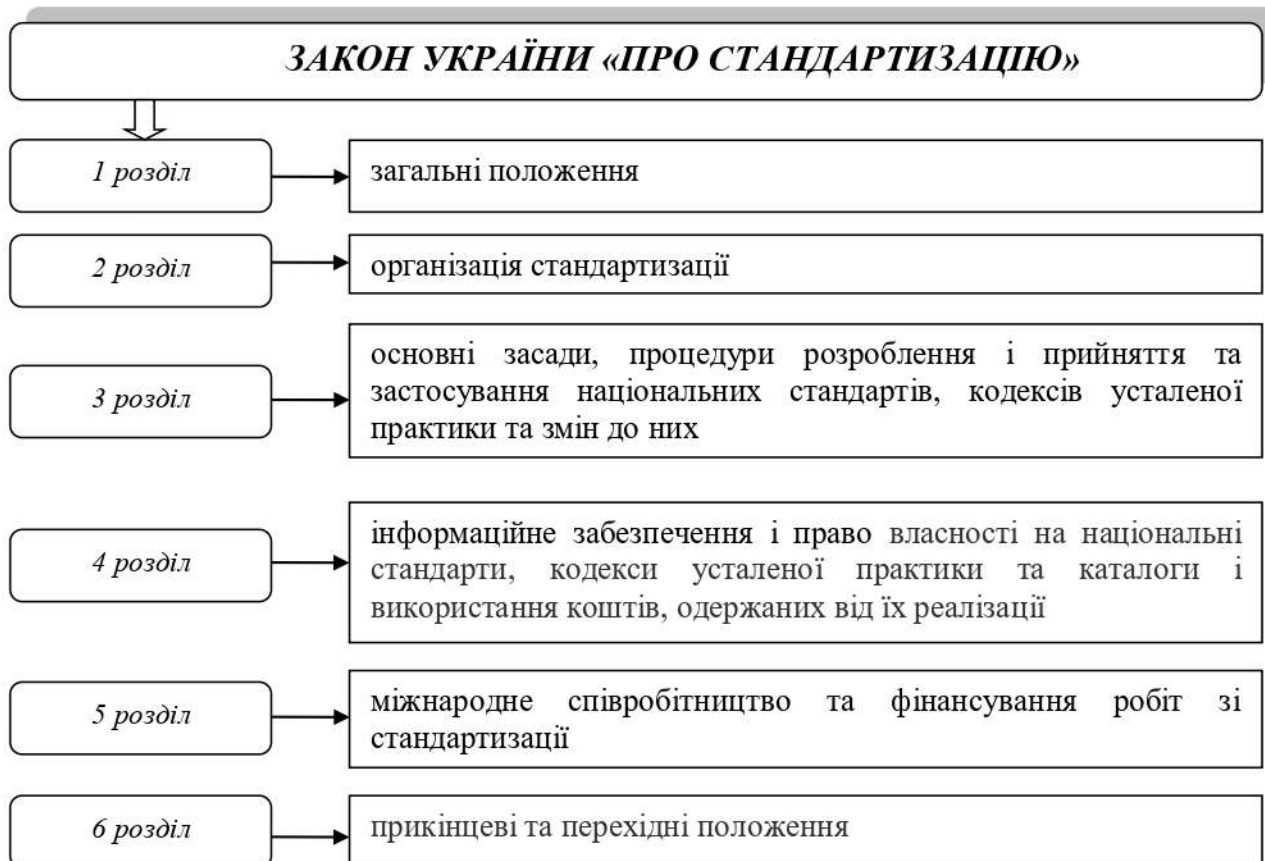 ЗАКОН УКРАЇНИ «ПРО СТАНДАРТИЗАЦІЮ»
1 розділ
загальні положення
2 розділ
організація стандартизації
3 розділ
основні засади, процедури розроблення і прийняття та
застосування національних стандартів, кодексів усталеної
практики та змін до них
4 розділ
інформаційне забезпечення і право власності на національні
стандарти, кодекси усталеної практики та каталоги і
використання коштів, одержаних від їх реалізації
5 розділ
міжнародне співробітництво та фінансування робіт зі
стандартизації
6 розділ
прикінцеві та перехідні положення